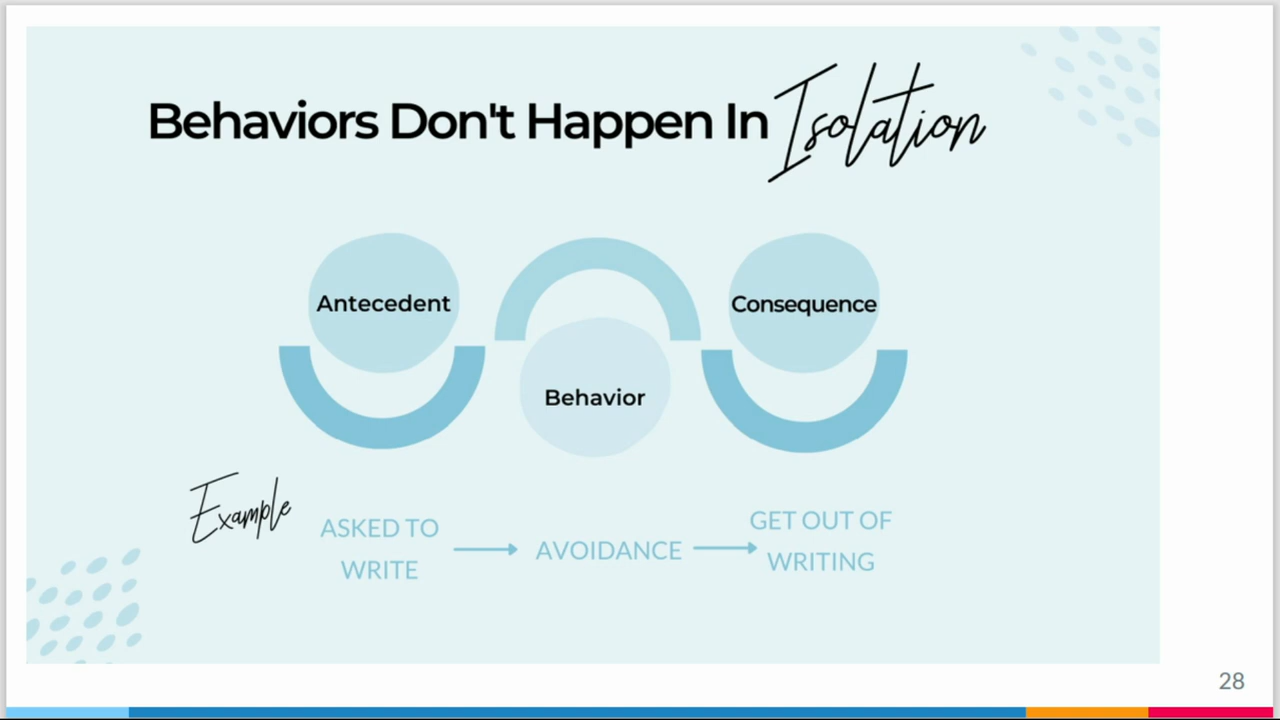 Behaviors Don't Happen In Isolation
Antecedent
Behavior
Consequence
Example
ASKED TO
WRITE
AVOIDANCE
GET OUT OF
WRITING
28